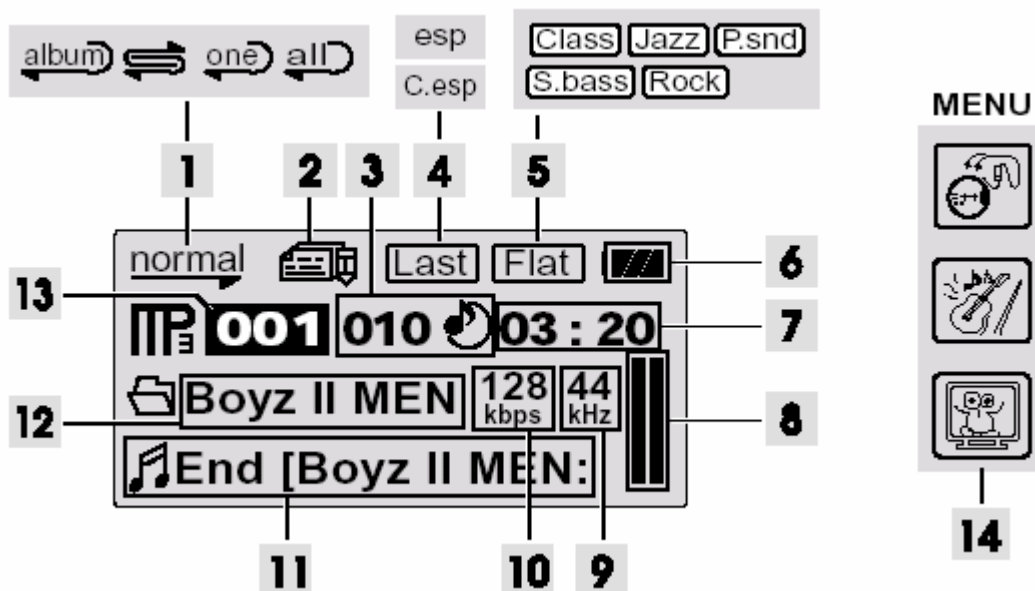 album one all
esp
C.esp
Class Jazz P.snd
S.bass Rock
MENU
1 2 3 4 5
normal Last Flat
6
13
MP3 001 010 03 : 20
7
Boyz II MEN 128 kbps 44 kHz
12
8
End [Boyz II MEN:
11 10 9
14